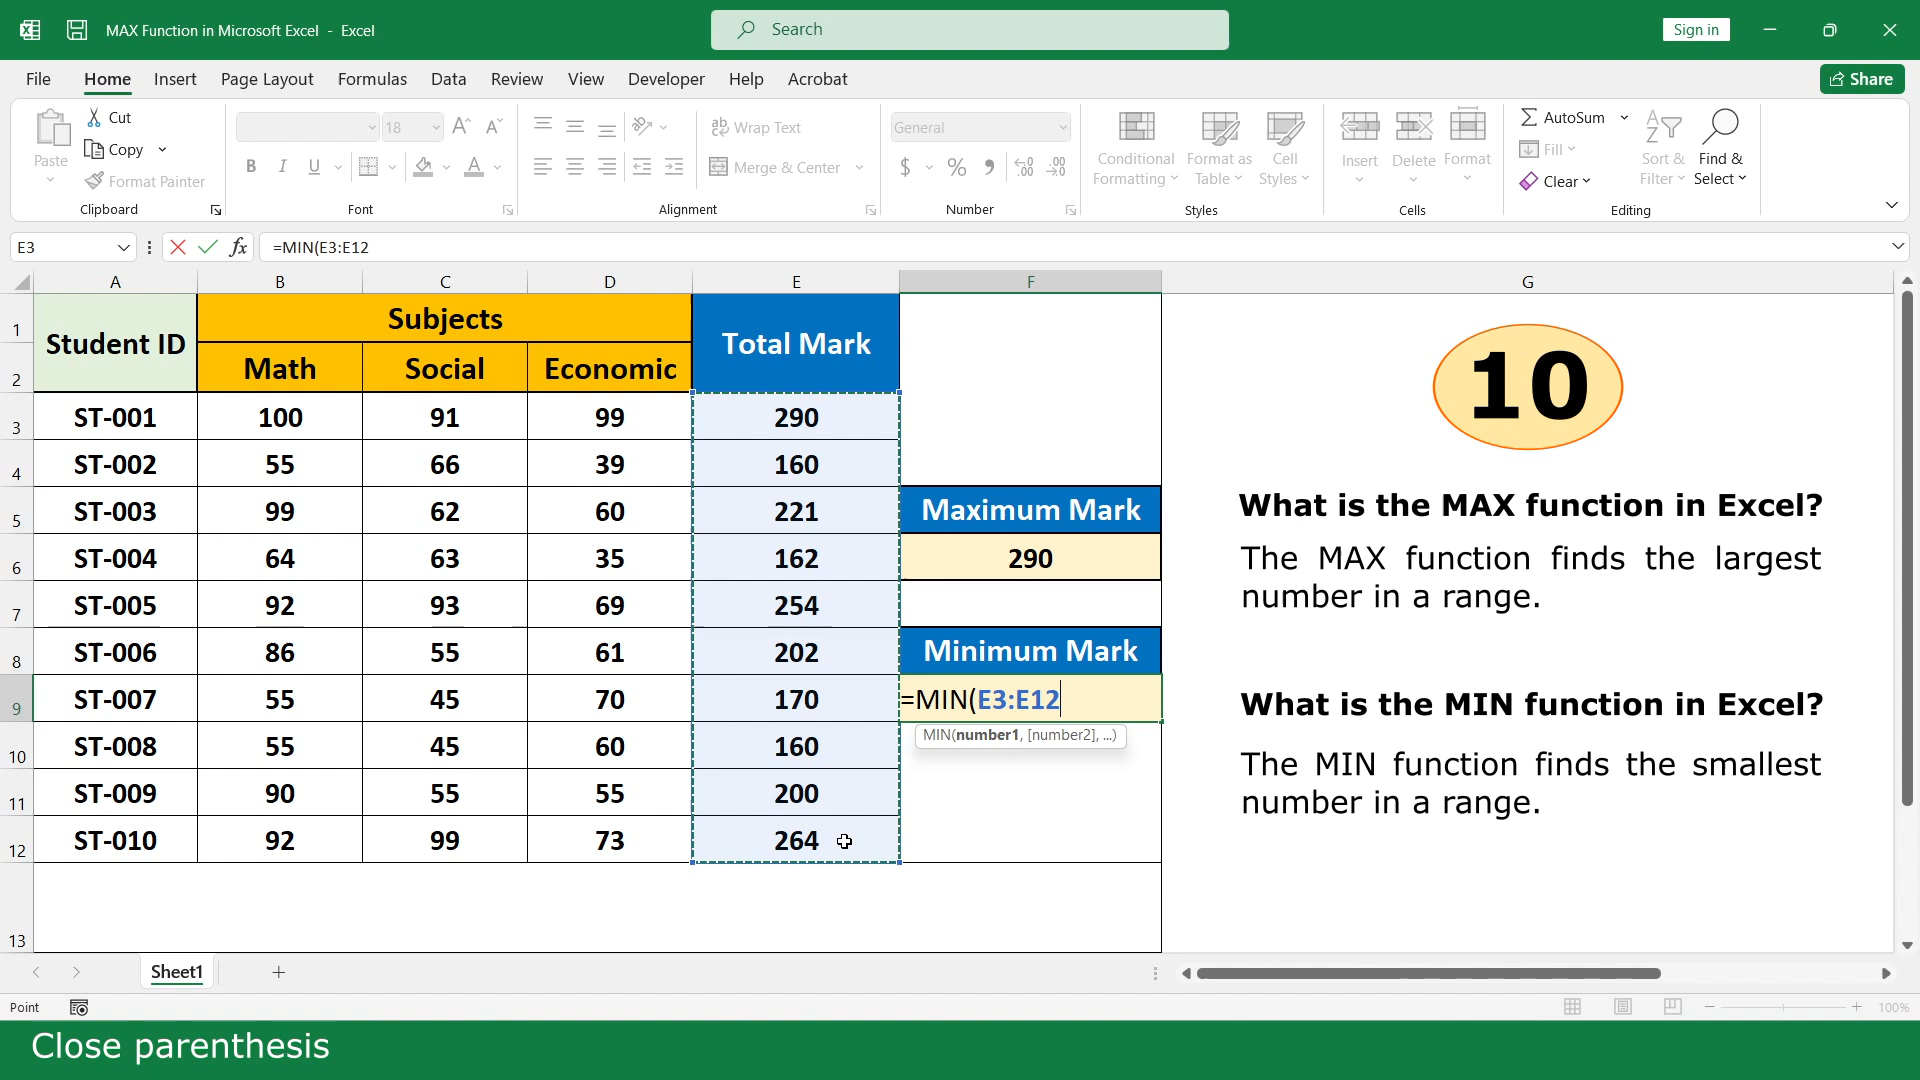 MAX Function in Microsoft Excel - Excel
Search
Sign in
File Home Insert Page Layout Formulas Data Review View Developer Help Acrobat
Share
Paste
Cut
Copy
Format Painter
Clipboard
18
B I U
A
Font
Wrap Text
Merge & Center
Alignment
General
$ % 9
Number
Conditional Formatting
Format as Table
Cell Styles
Styles
Insert Delete Format
Cells
AutoSum
Fill
Clear
Sort & Filter
Find & Select
Editing
E3
fx
=MIN(E3:E12
A B C D E F G
1 Student ID Subjects Total Mark
2 Math Social Economic
3 ST-001 100 91 99 290
4 ST-002 55 66 39 160
5 ST-003 99 62 60 221 Maximum Mark
6 ST-004 64 63 35 162 290
7 ST-005 92 93 69 254
8 ST-006 86 55 61 202 Minimum Mark
9 ST-007 55 45 70 170 =MIN(E3:E12
MIN(number1, [number2], ...)
10 ST-008 55 45 60 160
11 ST-009 90 55 55 200
12 ST-010 92 99 73 264
13
10
What is the MAX function in Excel?
The MAX function finds the largest
number in a range.
What is the MIN function in Excel?
The MIN function finds the smallest
number in a range.
Sheet1
Point
100%
Close parenthesis